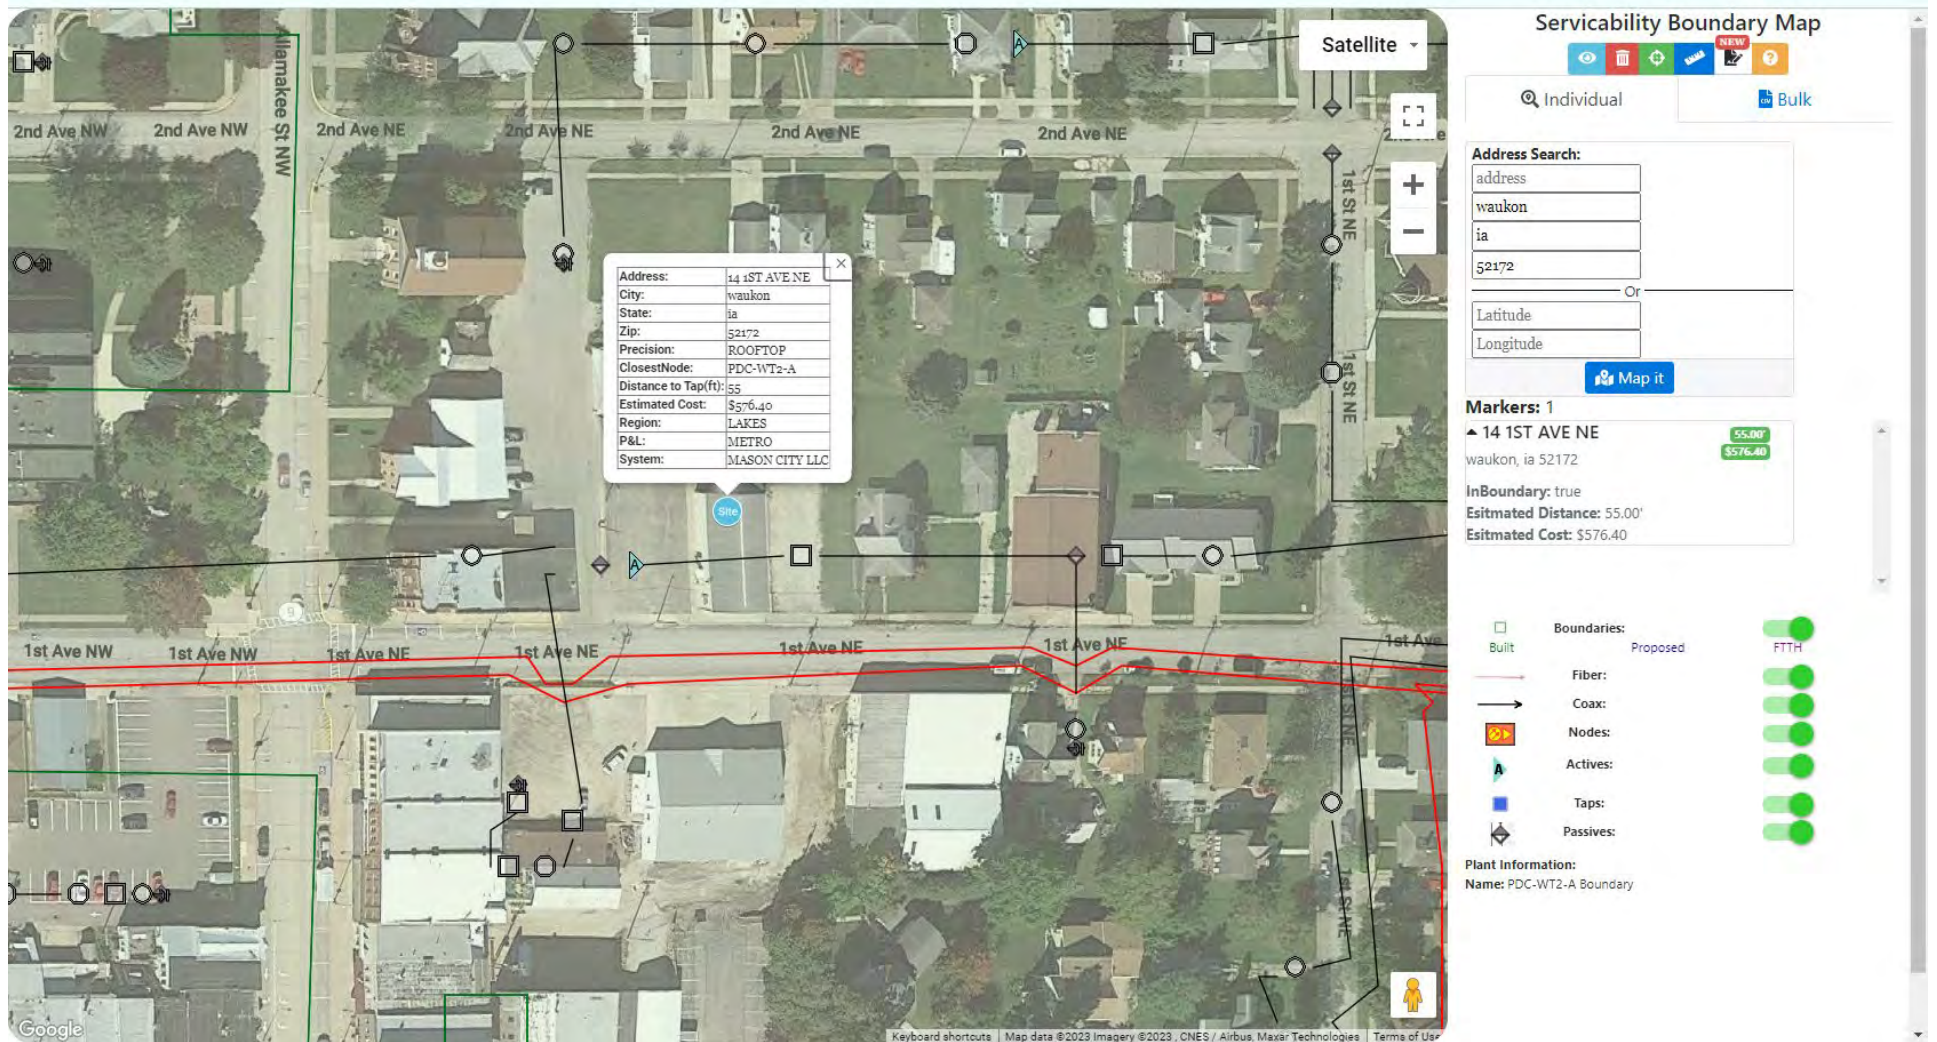 Servicability Boundary Map
NEW
?
Individual
Bulk
Address Search:
address
waukon
ia
52172
Or
Latitude
Longitude
Map it
Markers: 1
14 1ST AVE NE
55.00'
$576.40
waukon, ia 52172
InBoundary: true
Esitmated Distance: 55.00'
Esitmated Cost: $576.40
Boundaries:
Built
Proposed
FTTH
Fiber:
Coax:
Nodes:
A
Actives:
Taps:
Passives:
Plant Information:
Name: PDC-WT2-A Boundary
Satellite
Allamakee St NW
A
2nd Ave NW
2nd Ave NW
2nd Ave NE
2nd Ave NE
2nd Ave NE
2nd Ave NE
1st St NE
1st St NE
Address: 14 1ST AVE NE
City: waukon
State: ia
Zip: 52172
Precision: ROOFTOP
ClosestNode: PDC-WT2-A
Distance to Tap(ft): 55
Estimated Cost: $576.40
Region: LAKES
P&L: METRO
System: MASON CITY LLC
Site
A
9
1st Ave NW
1st Ave NW
1st Ave NE
1st Ave NE
1st Ave NE
1st Ave NE
1st Ave
1st St NE
Google
Keyboard shortcuts
Map data ©2023 Imagery ©2023 , CNES / Airbus, Maxar Technologies
Terms of Use